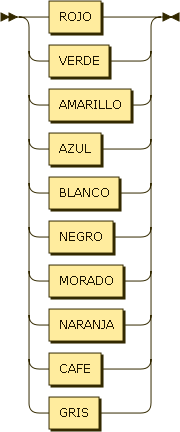 ROJO
VERDE
AMARILLO
AZUL
BLANCO
NEGRO
MORADO
NARANJA
CAFE
GRIS